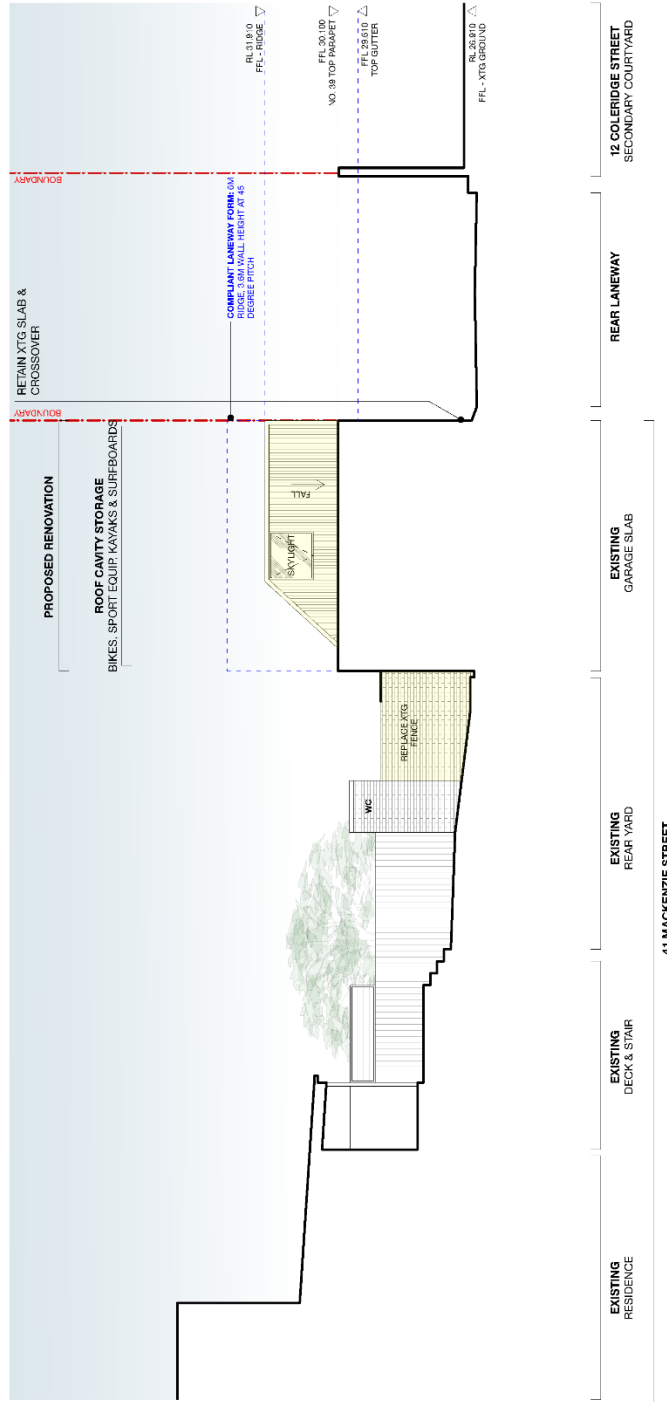 PROPOSED RENOVATION
ROOF CAVITY STORAGE
BIKES, SPORT EQUIP, KAYAKS & SURFBOARDS
BOUNDARY
RETAIN XTG SLAB &
CROSSOVER
BOUNDARY
COMPLIANT LANEWAY FORM: 6M
RIDGE, 3.6M WALL HEIGHT AT 45
DEGREE PITCH
RL 31.910
FFL - RIDGE
FFL 30.100
NO. 39 TOP PARAPET
FFL 29.610
TOP GUTTER
RL 26.910
FFL - XTG GROUND
SKYLIGHT
FALL
WC
REPLACE XTG
FENCE
EXISTING
RESIDENCE
EXISTING
DECK & STAIR
EXISTING
REAR YARD
EXISTING
GARAGE SLAB
REAR LANEWAY
12 COLERIDGE STREET
SECONDARY COURTYARD
41 MACKENZIE STREET